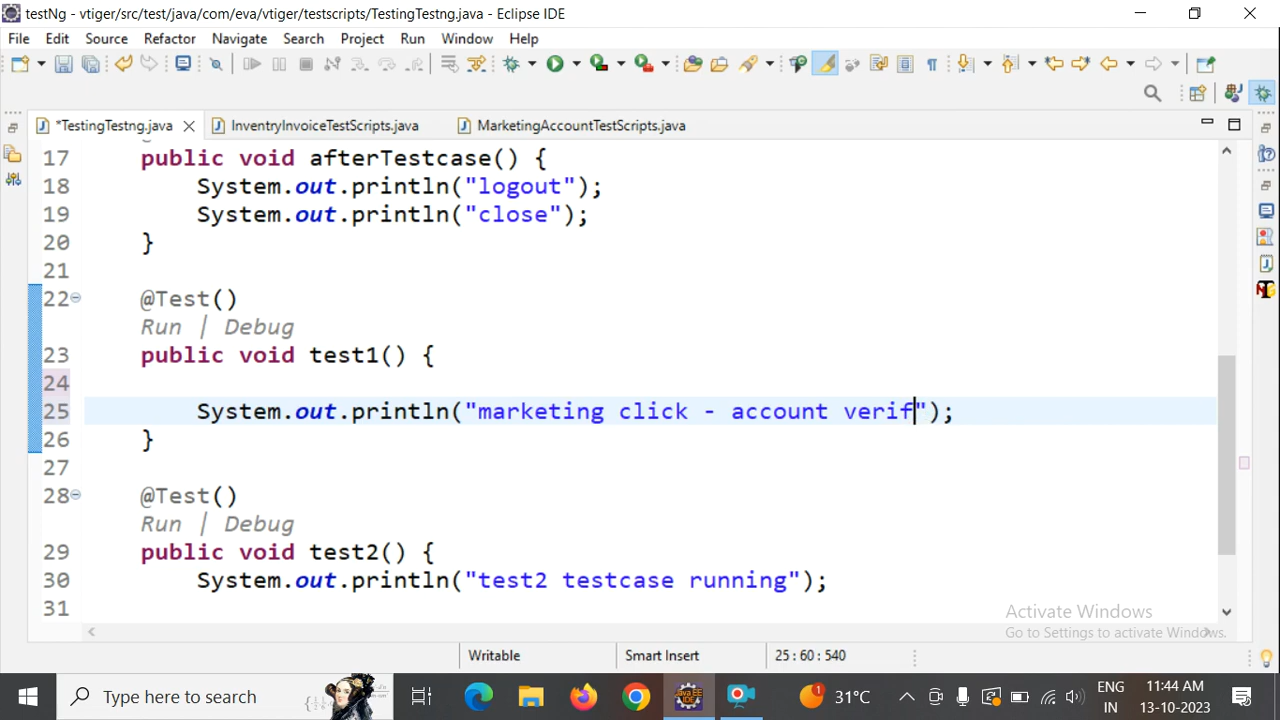 testNg - vtiger/src/test/java/com/eva/vtiger/testscripts/TestingTestng.java - Eclipse IDE
File Edit Source Refactor Navigate Search Project Run Window Help
*TestingTestng.java InventryInvoiceTestScripts.java MarketingAccountTestScripts.java
17 public void afterTestcase() {
18 System.out.println("logout");
19 System.out.println("close");
20 }
21
22 @Test()
Run | Debug
23 public void test1() {
24
25 System.out.println("marketing click - account verif");
26 }
27
28 @Test()
Run | Debug
29 public void test2() {
30 System.out.println("test2 testcase running");
31
Activate Windows
Go to Settings to activate Windows.
Writable Smart Insert 25 : 60 : 540
Type here to search 1 31°C ENG IN 11:44 AM 13-10-2023